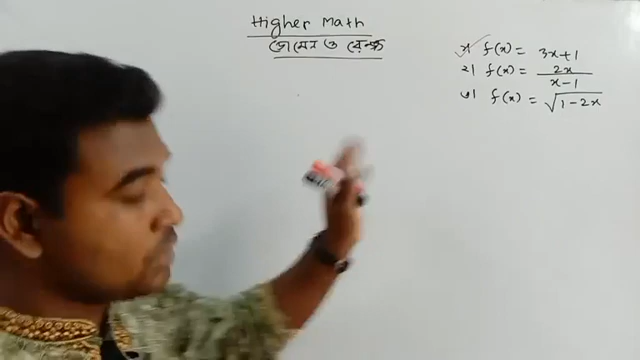 Higher Math
ডোমেন ও রেঞ্জ
১। f(x) = 3x+1
২। f(x) = 2x / x-1
৩। f(x) = √1-2x